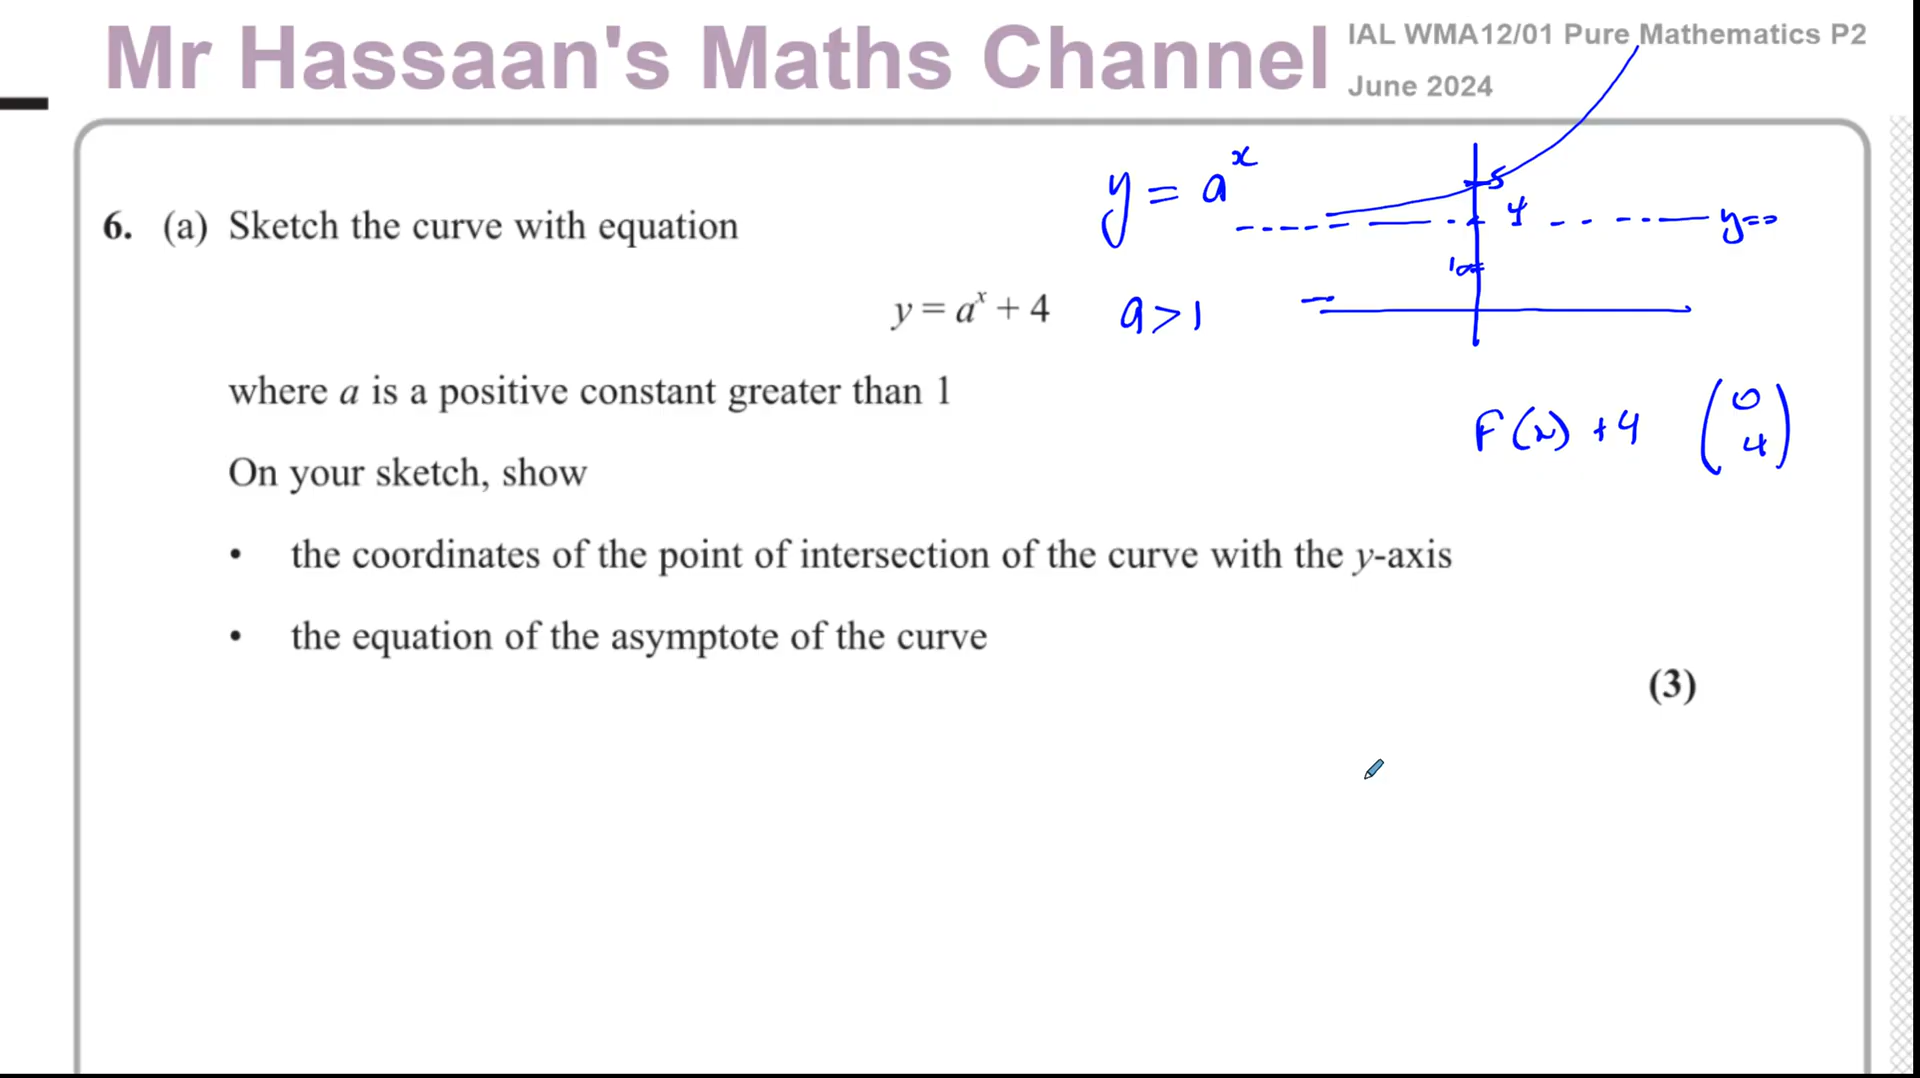 Mr Hassaan's Maths Channel
IAL WMA12/01 Pure Mathematics P2
June 2024
6. (a) Sketch the curve with equation
y = aˣ + 4
where a is a positive constant greater than 1
On your sketch, show
• the coordinates of the point of intersection of the curve with the y-axis
• the equation of the asymptote of the curve
(3)
y = aˣ
a > 1
5
4
y=0
1
F(x) + 4
(0
4)